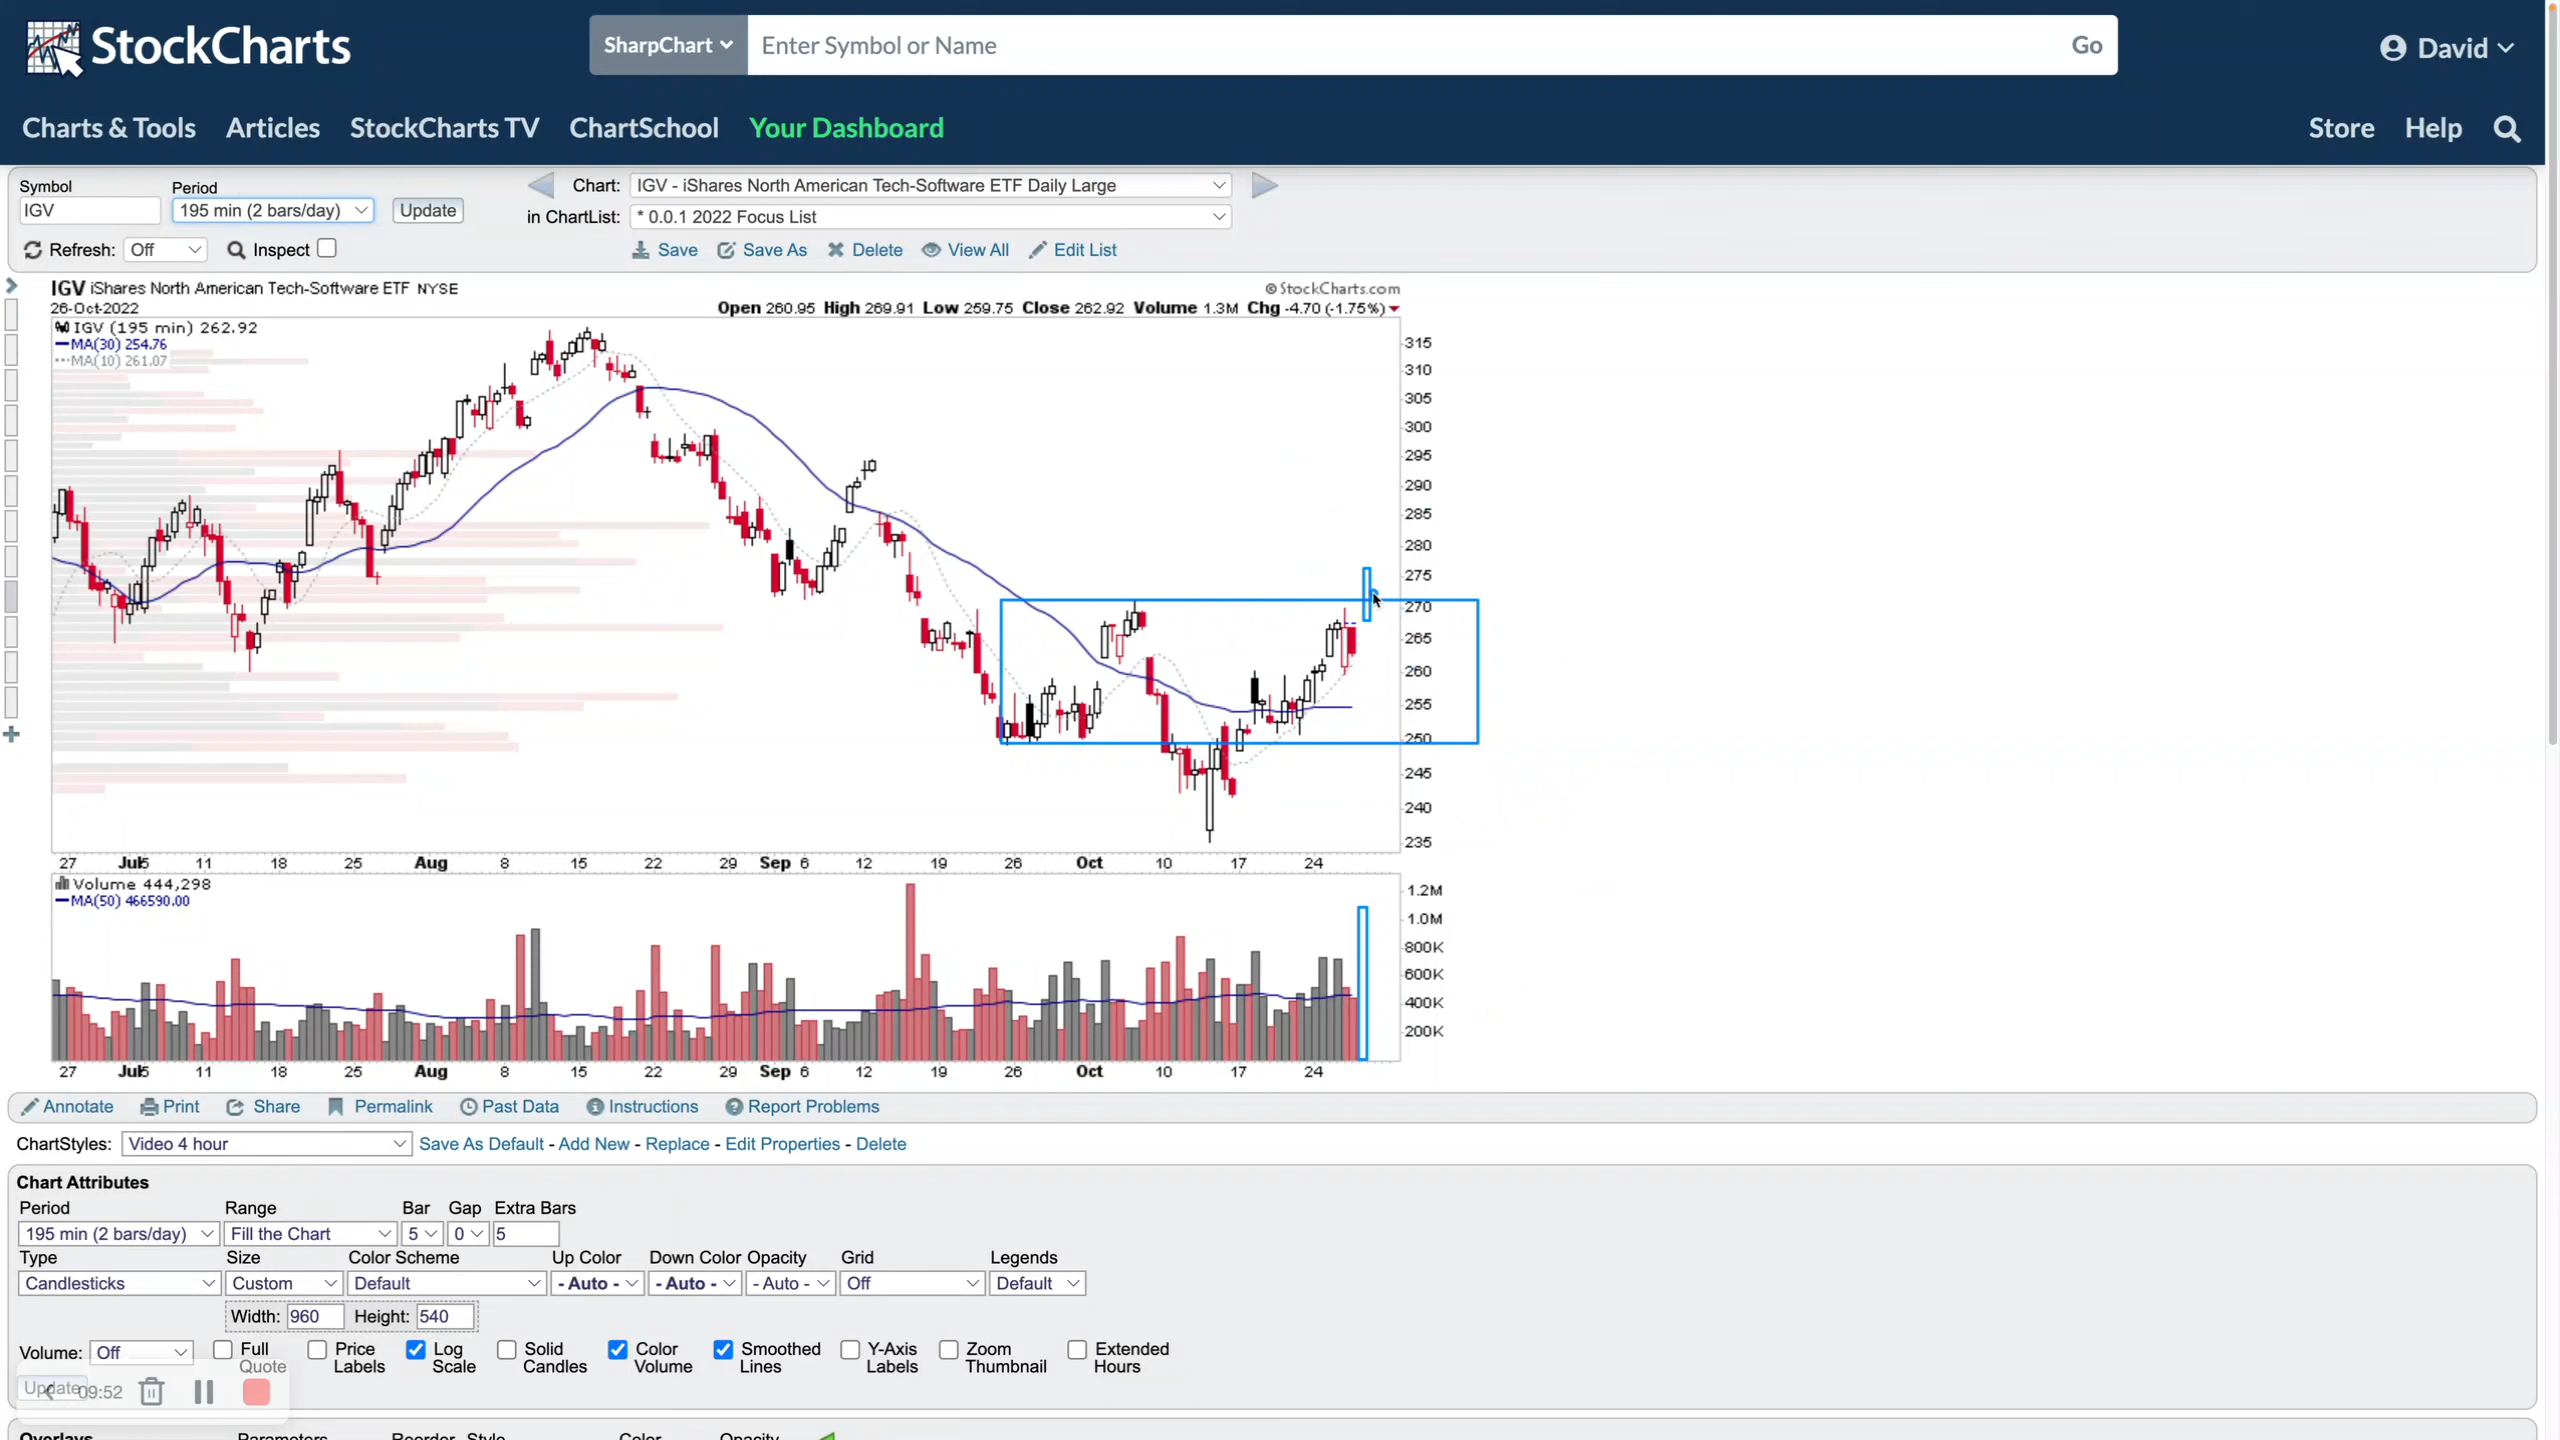 StockCharts
SharpChart Enter Symbol or Name Go
David
Charts & Tools Articles StockCharts TV ChartSchool Your Dashboard
Store Help
Symbol Period
IGV 195 min (2 bars/day) Update
Chart: IGV - iShares North American Tech-Software ETF Daily Large
in ChartList: * 0.0.1 2022 Focus List
Refresh: Off Inspect
Save Save As Delete View All Edit List
IGV iShares North American Tech-Software ETF NYSE
© StockCharts.com
26-Oct-2022
Open 260.95 High 269.91 Low 259.75 Close 262.92 Volume 1.3M Chg -4.70 (-1.75%)
IGV (195 min) 262.92
MA(30) 254.76
MA(10) 261.07
315
310
305
300
295
290
285
280
275
270
265
260
255
250
245
240
235
27 Jul5 11 18 25 Aug 8 15 22 29 Sep 6 12 19 26 Oct 10 17 24
Volume 444,298
MA(50) 466590.00
1.2M
1.0M
800K
600K
400K
200K
27 Jul5 11 18 25 Aug 8 15 22 29 Sep 6 12 19 26 Oct 10 17 24
Annotate Print Share Permalink Past Data Instructions Report Problems
ChartStyles: Video 4 hour Save As Default - Add New - Replace - Edit Properties - Delete
Chart Attributes
Period Range Bar Gap Extra Bars
195 min (2 bars/day) Fill the Chart 5 0 5
Type Size Color Scheme Up Color Down Color Opacity Grid Legends
Candlesticks Custom Default - Auto - - Auto - - Auto - Off Default
Width: 960 Height: 540
Volume: Off Full Quote Price Labels Log Scale Solid Candles Color Volume Smoothed Lines Y-Axis Labels Zoom Thumbnail Extended Hours
Update 09:52
Overlays Parameters Reorder Style Color Opacity